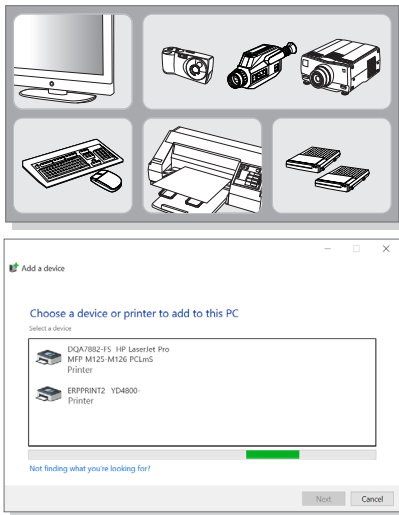 Add a device
Choose a device or printer to add to this PC
Select a device
DQA7882-FS HP LaserJet Pro
MFP M125-M126 PCLmS
Printer
ERPPRINT2 YD4800-
Printer
Not finding what you're looking for?
Next Cancel